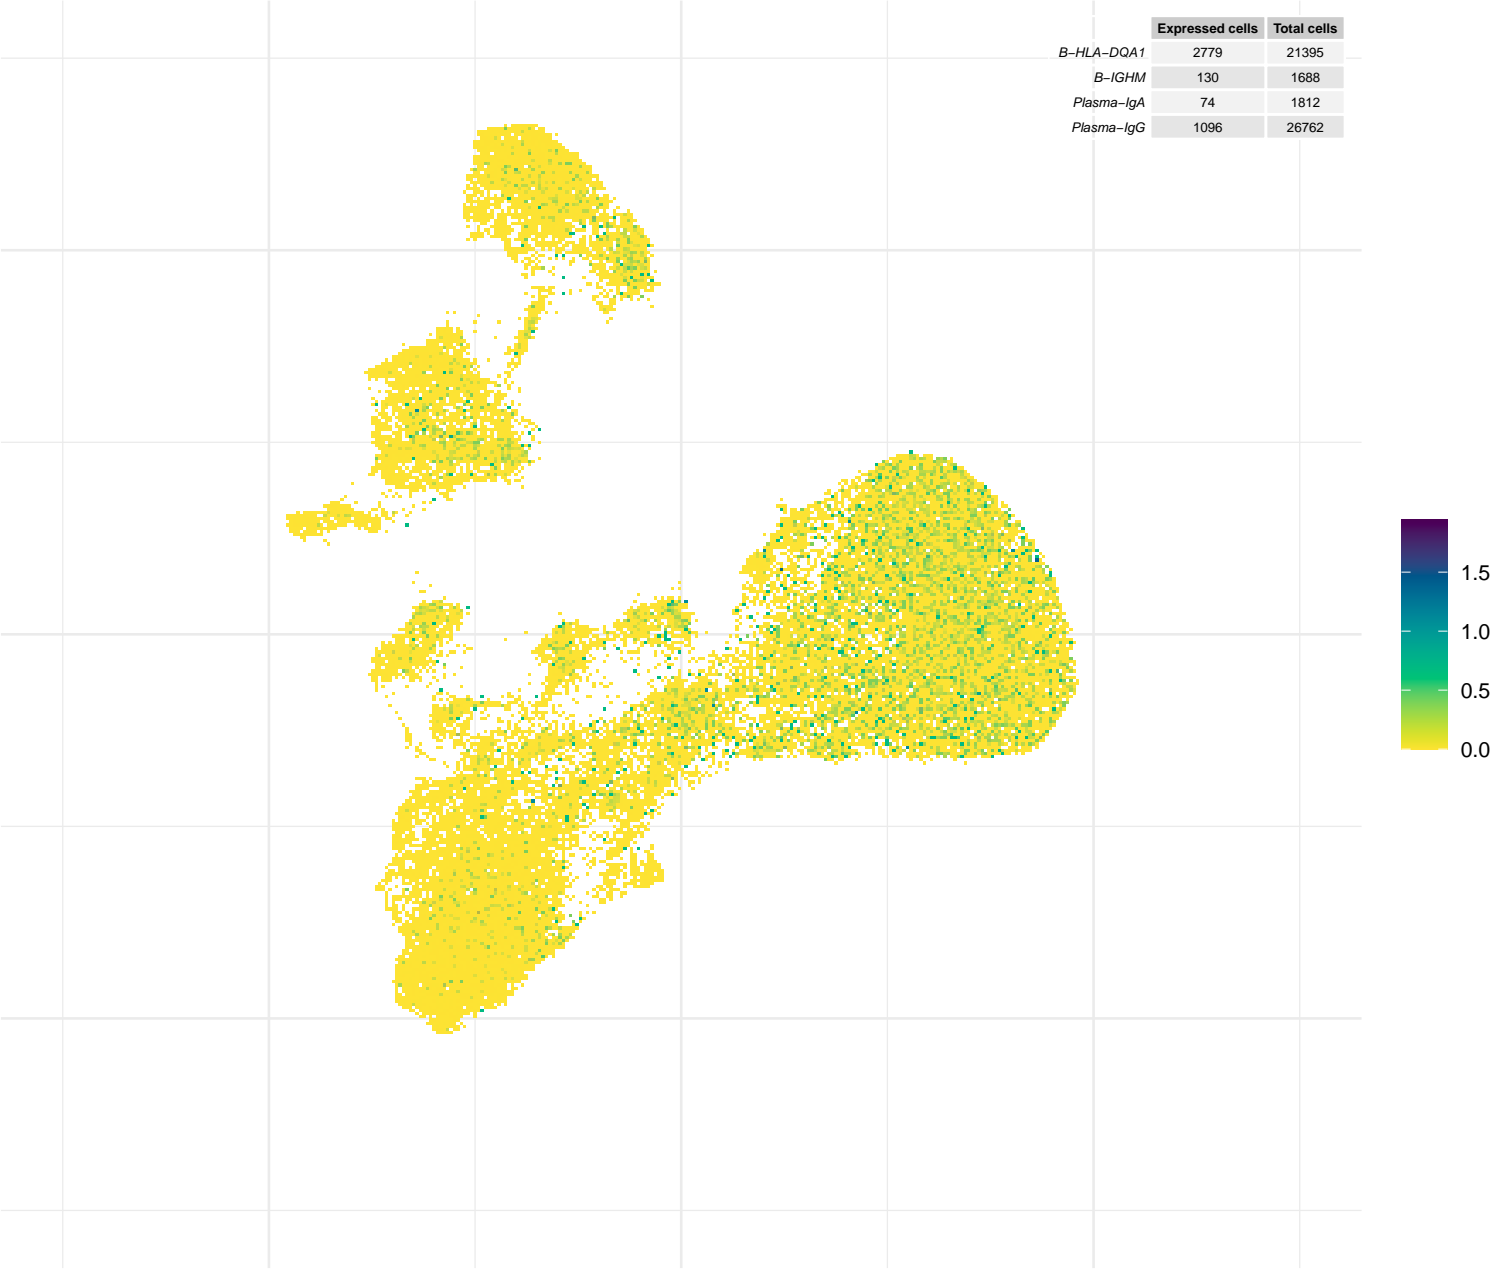 Expressed cells Total cells
B−HLA−DQA1 2779 21395
B−IGHM 130 1688
Plasma−IgA 74 1812
Plasma−IgG 1096 26762
1.5
1.0
0.5
0.0